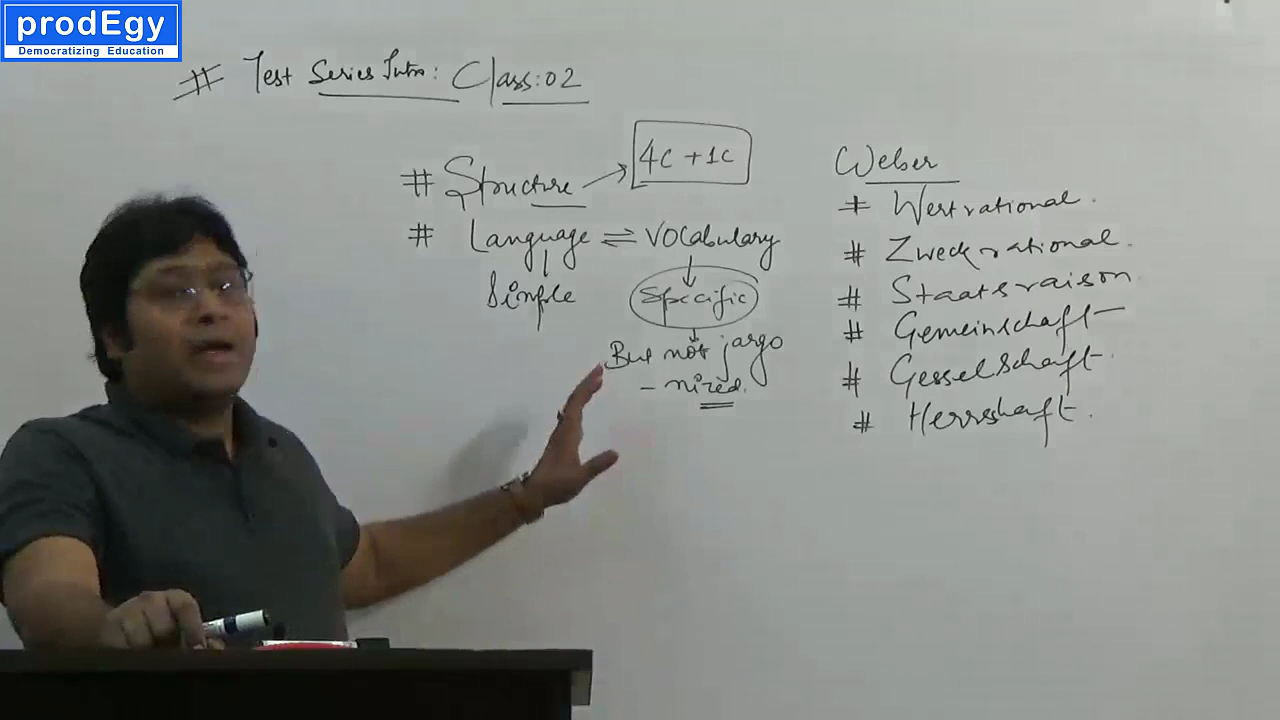 prodEgy
Democratizing Education
# Test Series Intro: Class:02
# Structure → 4C + 1C
# Language ⇌ Vocabulary
Simple
Specific
But not jargo
- nized.
Weber
# Wertrational.
# Zweckrational.
# Staatsraison
# Gemeinschaft
# Gesselschaft.
# Herrshaft.